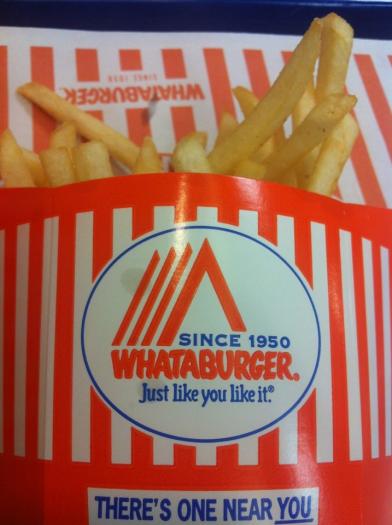 WHATABURGER
SINCE 1950
SINCE 1950
WHATABURGER.
Just like you like it.®
THERE'S ONE NEAR YOU